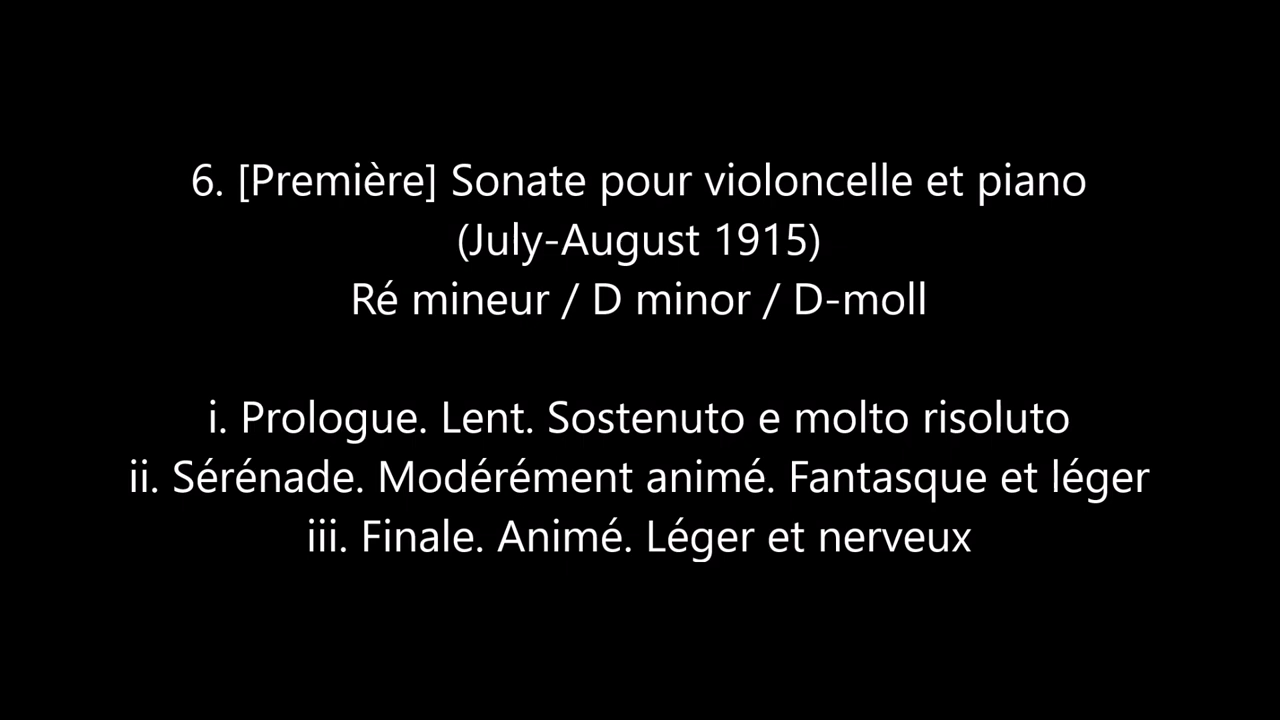 6. [Première] Sonate pour violoncelle et piano
(July-August 1915)
Ré mineur / D minor / D-moll
i. Prologue. Lent. Sostenuto e molto risoluto
ii. Sérénade. Modérément animé. Fantasque et léger
iii. Finale. Animé. Léger et nerveux